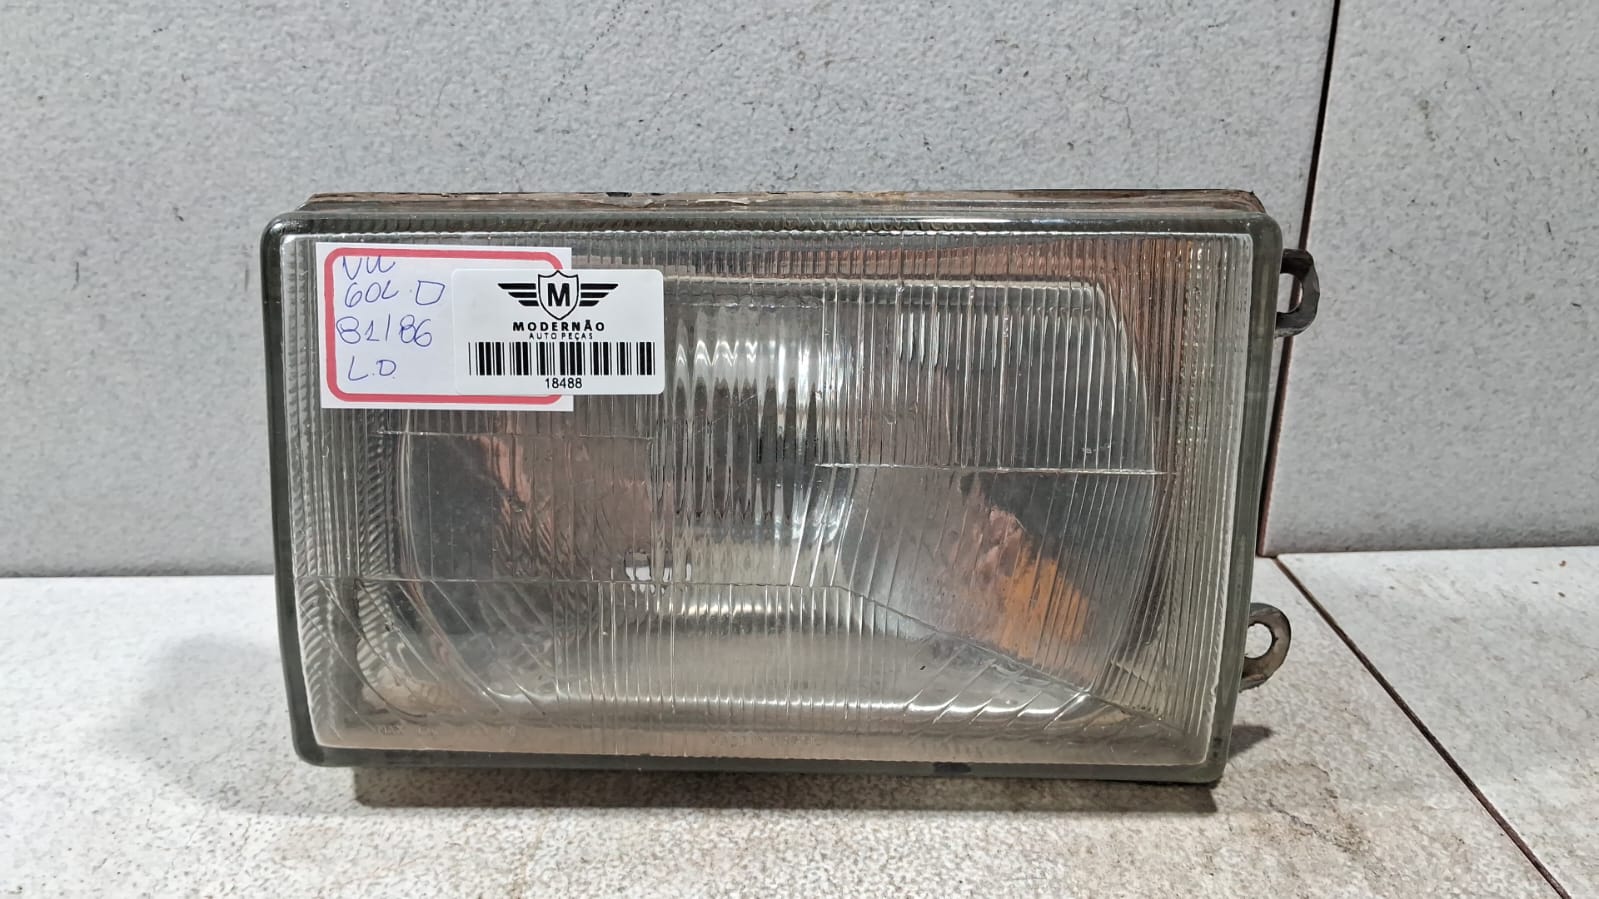 VW
GOL □
81/86
L.D.
M
MODERNÃO
AUTO PEÇAS
18488